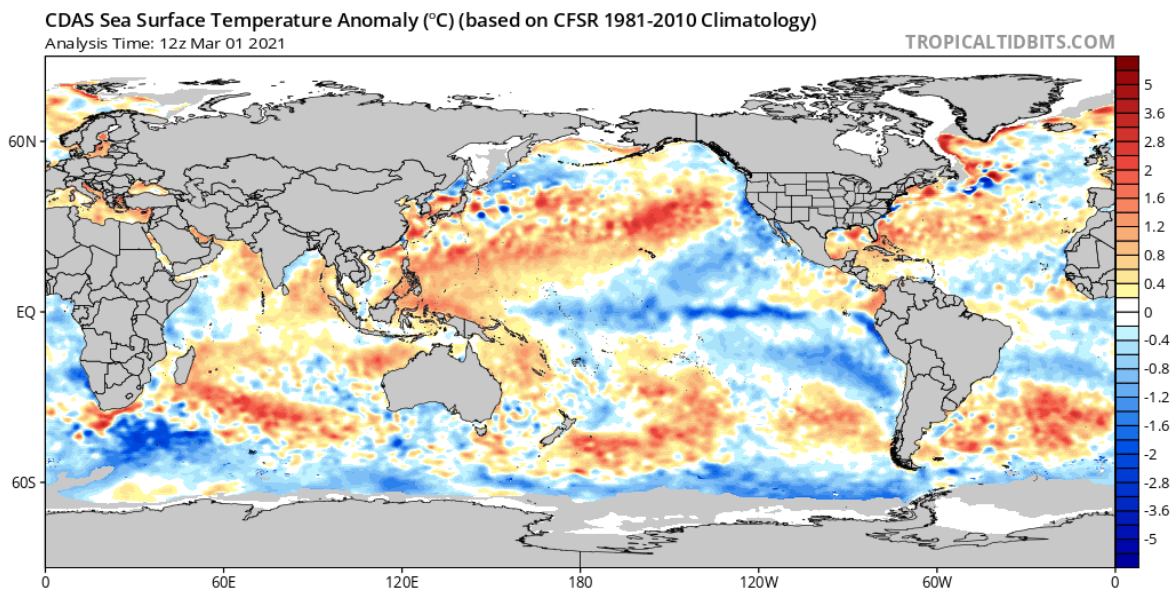 CDAS Sea Surface Temperature Anomaly (°C) (based on CFSR 1981-2010 Climatology)
Analysis Time: 12z Mar 01 2021
TROPICALTIDBITS.COM
60N
EQ
60S
0
60E
120E
180
120W
60W
0
5
3.6
2.8
2
1.6
1.2
0.8
0.4
0
-0.4
-0.8
-1.2
-1.6
-2
-2.8
-3.6
-5